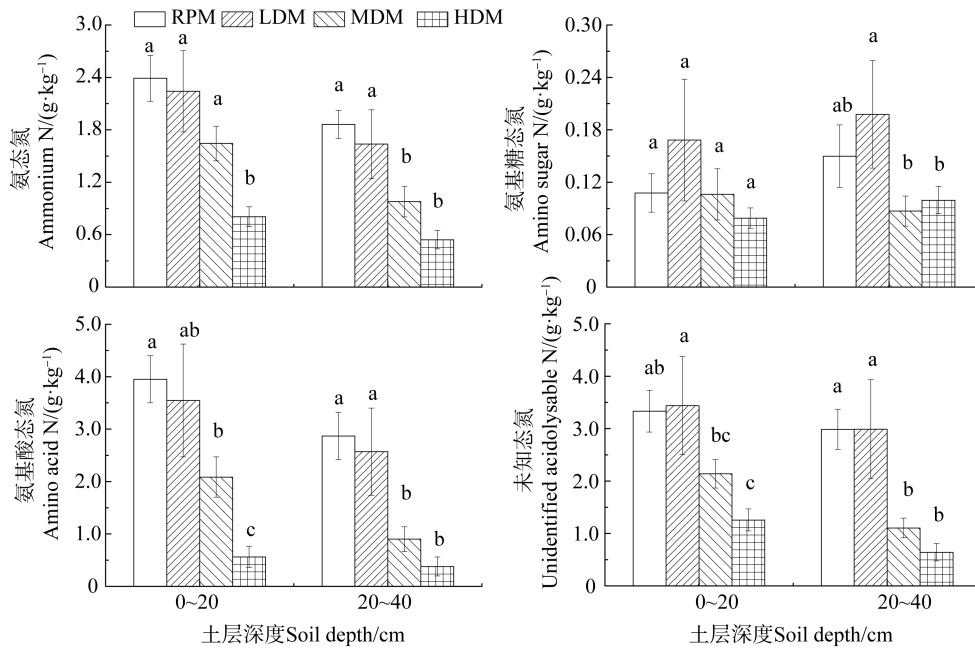 RPM LDM MDM HDM
氨态氮
Ammonium N/(g·kg⁻¹)
3.0
2.4
1.8
1.2
0.6
0
a a a b
a a b b
氨基糖态氮
Amino sugar N/(g·kg⁻¹)
0.30
0.24
0.18
0.12
0.06
0
a a a a
ab a b b
氨基酸态氮
Amino acid N/(g·kg⁻¹)
5.0
4.0
3.0
2.0
1.0
0
a ab b c
a a b b
0~20 20~40
土层深度Soil depth/cm
未知态氮
Unidentified acidolysable N/(g·kg⁻¹)
5.0
4.0
3.0
2.0
1.0
0
ab a bc c
a a b b
0~20 20~40
土层深度Soil depth/cm